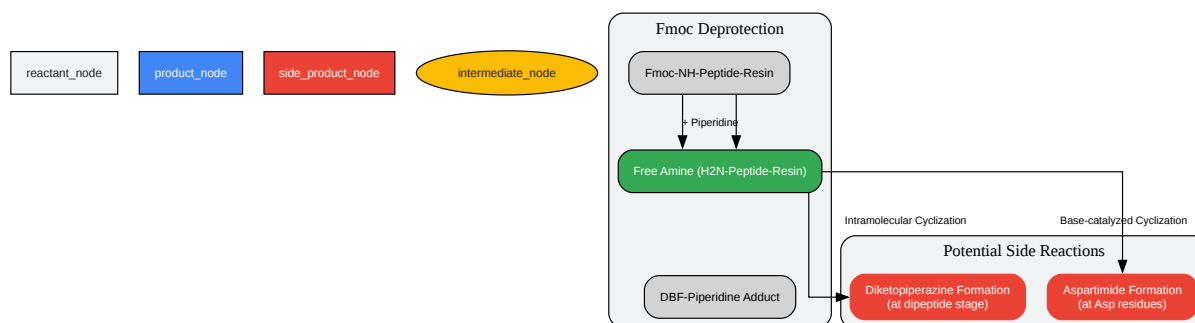 Fmoc Deprotection
reactant_node
product_node
side_product_node
intermediate_node
Fmoc-NH-Peptide-Resin
+ Piperidine
Free Amine (H2N-Peptide-Resin)
Intramolecular Cyclization
Base-catalyzed Cyclization
Potential Side Reactions
DBF-Piperidine Adduct
Diketopiperazine Formation
(at dipeptide stage)
Aspartimide Formation
(at Asp residues)